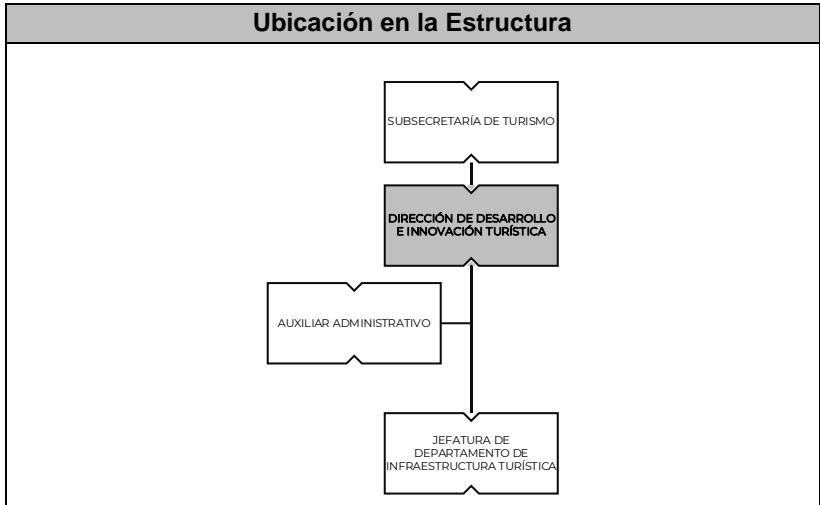 Ubicación en la Estructura
SUBSECRETARÍA DE TURISMO
DIRECCIÓN DE DESARROLLO
E INNOVACIÓN TURÍSTICA
AUXILIAR ADMINISTRATIVO
JEFATURA DE
DEPARTAMENTO DE
INFRAESTRUCTURA TURÍSTICA